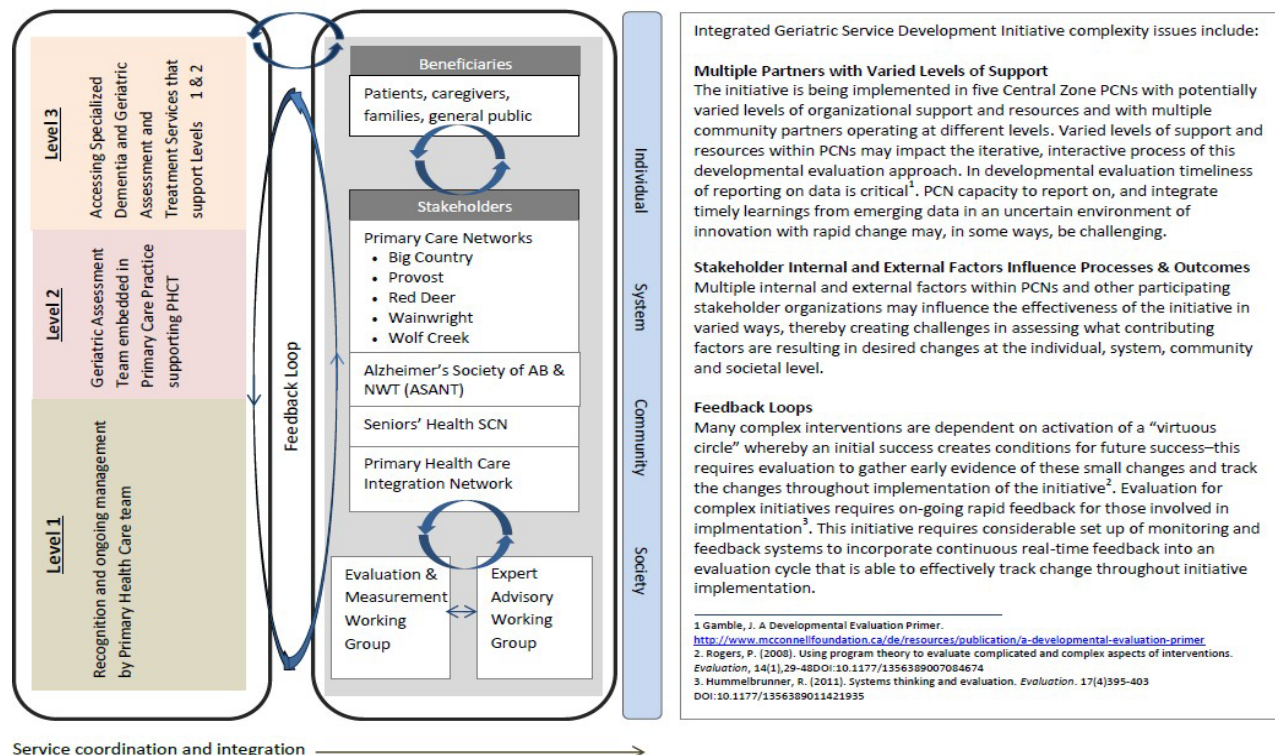 Level 3
Accessing Specialized
Dementia and Geriatric
Assessment and
Treatment Services that
support Levels 1 & 2
Level 2
Geriatric Assessment
Team embedded in
Primary Care Practice
supporting PHCT
Level 1
Recognition and ongoing management
by Primary Health Care team
Feedback Loop
Beneficiaries
Patients, caregivers,
families, general public
Stakeholders
Primary Care Networks
• Big Country
• Provost
• Red Deer
• Wainwright
• Wolf Creek
Alzheimer's Society of AB &
NWT (ASANT)
Seniors' Health SCN
Primary Health Care
Integration Network
Evaluation &
Measurement
Working
Group
Expert
Advisory
Working
Group
Individual
System
Community
Society
Service coordination and integration
Integrated Geriatric Service Development Initiative complexity issues include:
Multiple Partners with Varied Levels of Support
The initiative is being implemented in five Central Zone PCNs with potentially
varied levels of organizational support and resources and with multiple
community partners operating at different levels. Varied levels of support and
resources within PCNs may impact the iterative, interactive process of this
developmental evaluation approach. In developmental evaluation timeliness
of reporting on data is critical1. PCN capacity to report on, and integrate
timely learnings from emerging data in an uncertain environment of
innovation with rapid change may, in some ways, be challenging.
Stakeholder Internal and External Factors Influence Processes & Outcomes
Multiple internal and external factors within PCNs and other participating
stakeholder organizations may influence the effectiveness of the initiative in
varied ways, thereby creating challenges in assessing what contributing
factors are resulting in desired changes at the individual, system, community
and societal level.
Feedback Loops
Many complex interventions are dependent on activation of a "virtuous
circle" whereby an initial success creates conditions for future success–this
requires evaluation to gather early evidence of these small changes and track
the changes throughout implementation of the initiative2. Evaluation for
complex initiatives requires on-going rapid feedback for those involved in
implmentation3. This initiative requires considerable set up of monitoring and
feedback systems to incorporate continuous real-time feedback into an
evaluation cycle that is able to effectively track change throughout initiative
implementation.
1 Gamble, J. A Developmental Evaluation Primer.
http://www.mcconnellfoundation.ca/de/resources/publication/a-developmental-evaluation-primer
2. Rogers, P. (2008). Using program theory to evaluate complicated and complex aspects of interventions.
Evaluation, 14(1),29-48DOI:10.1177/1356389007084674
3. Hummelbrunner, R. (2011). Systems thinking and evaluation. Evaluation. 17(4)395-403
DOI:10.1177/1356389011421935